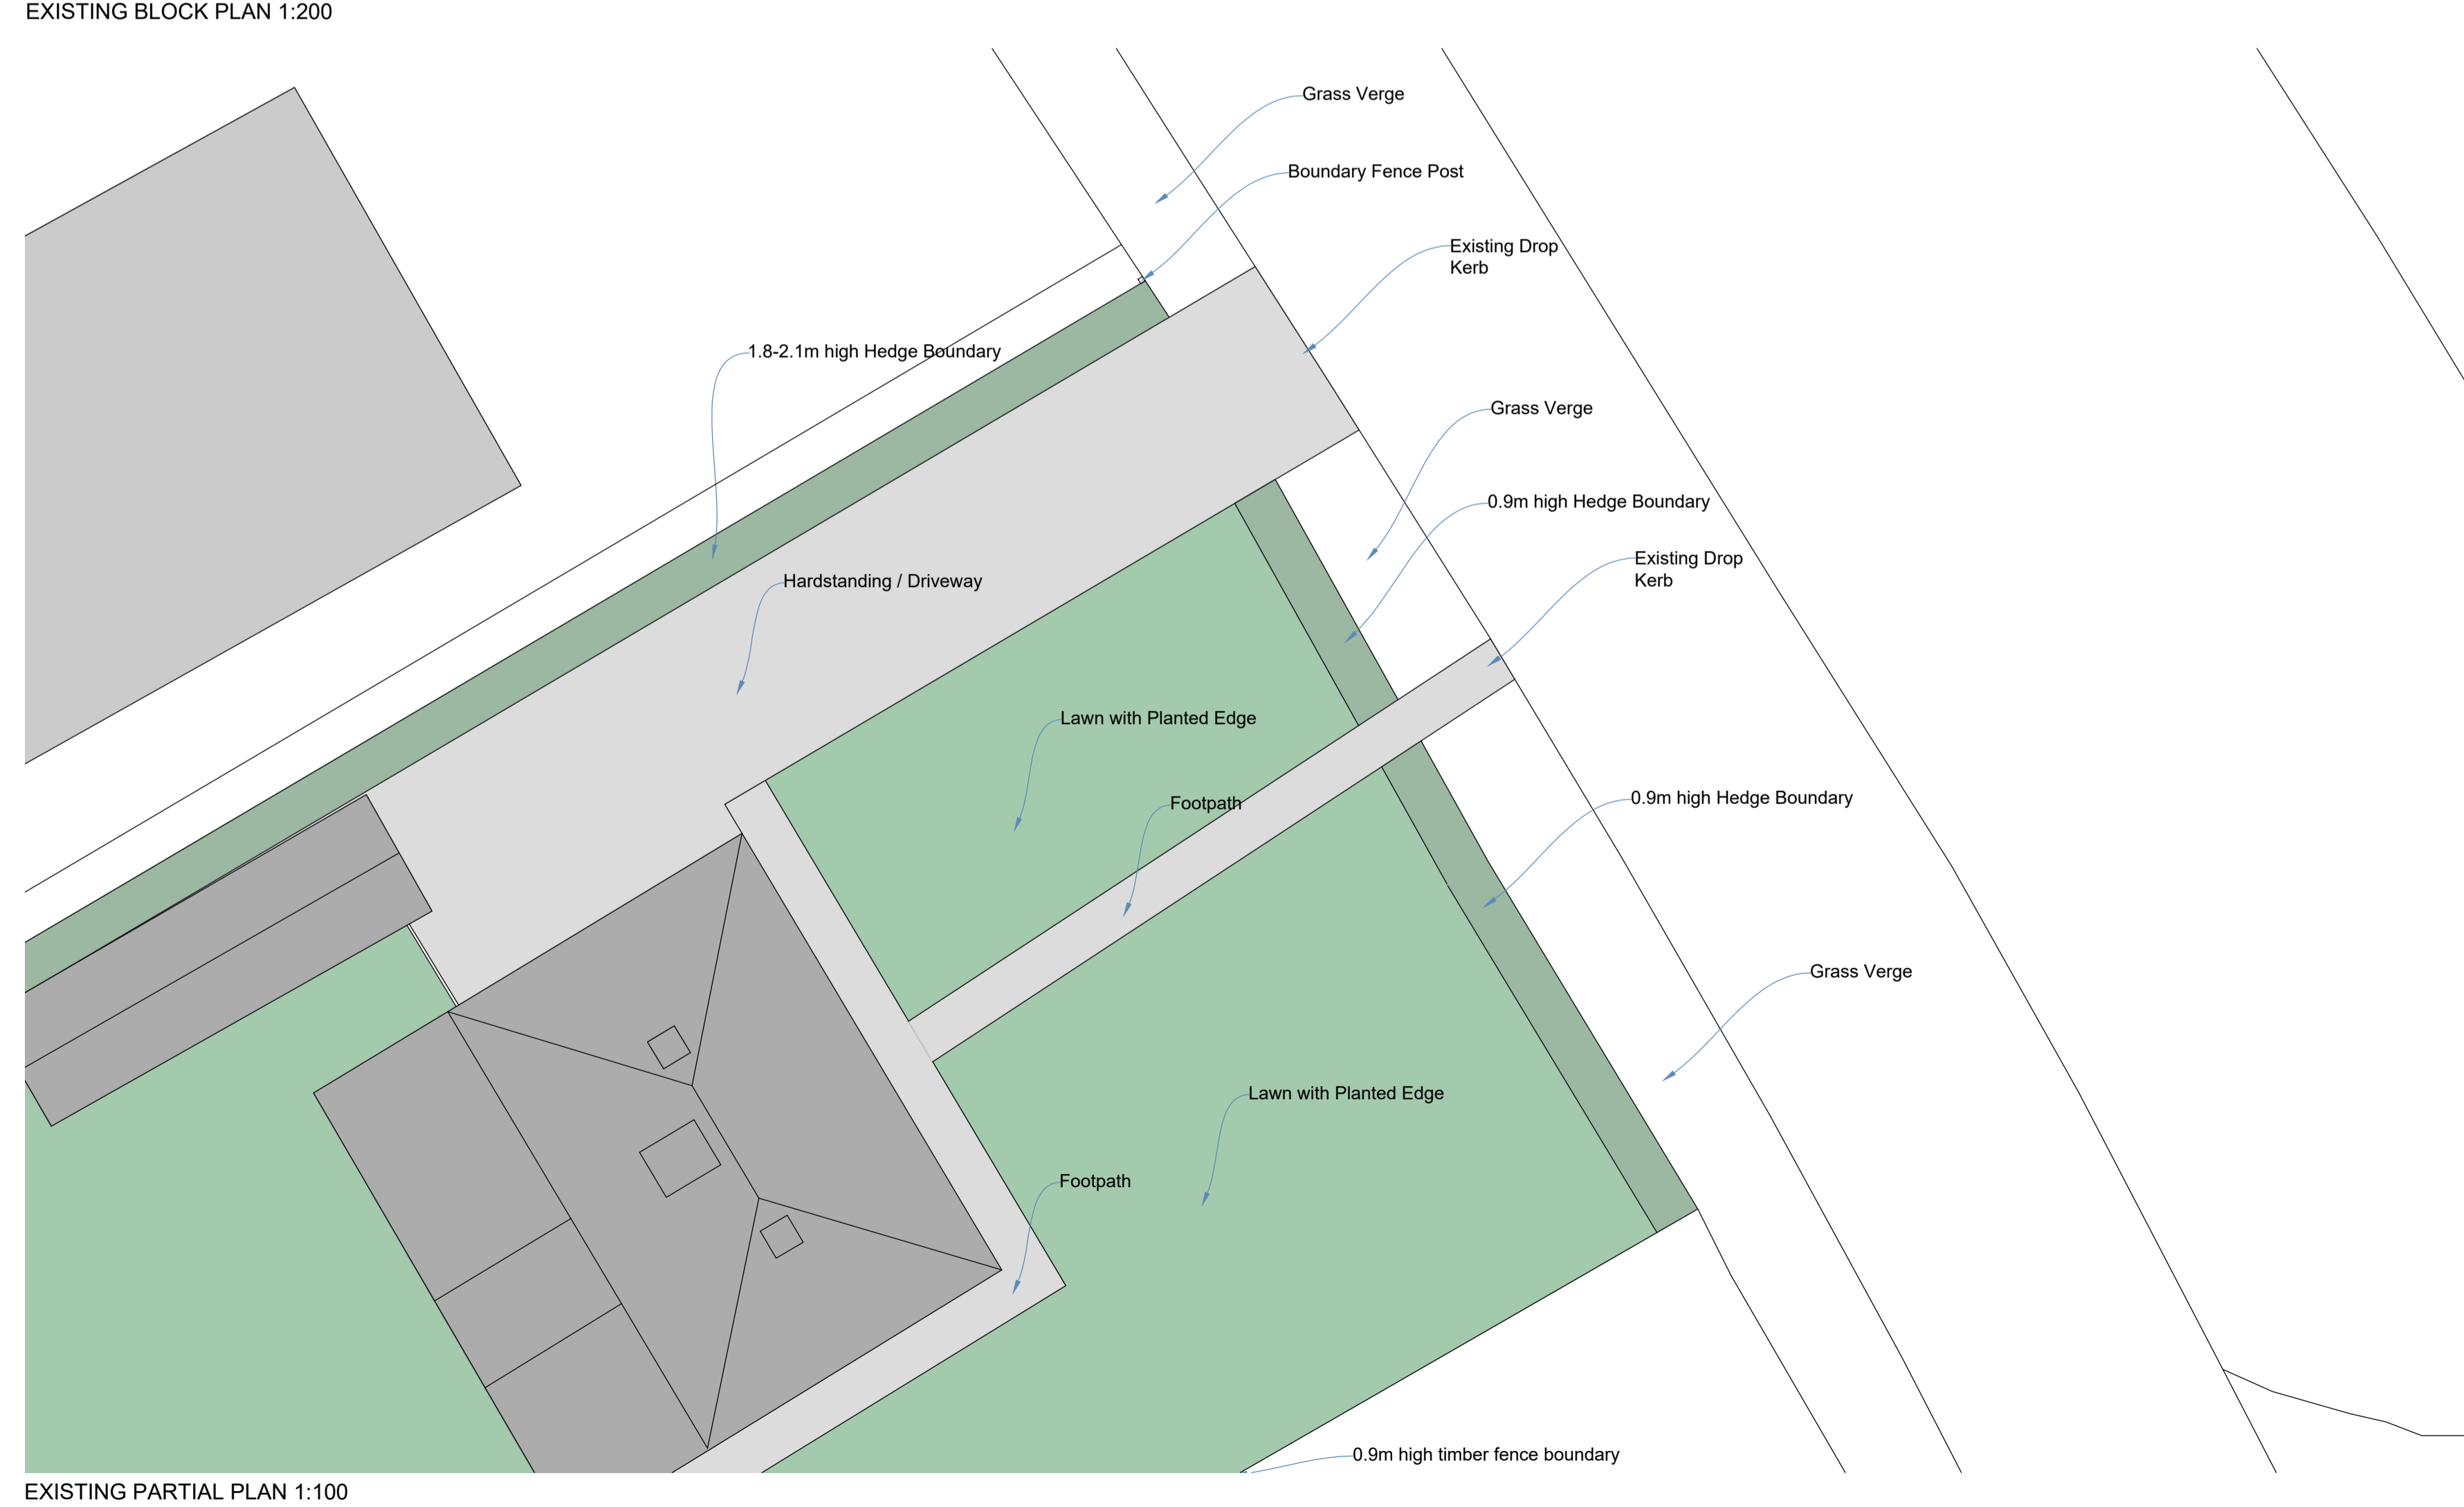 EXISTING BLOCK PLAN 1:200
Grass Verge
Boundary Fence Post
Existing Drop
Kerb
1.8-2.1m high Hedge Boundary
Grass Verge
0.9m high Hedge Boundary
Existing Drop
Kerb
Hardstanding / Driveway
Lawn with Planted Edge
0.9m high Hedge Boundary
Footpath
Grass Verge
Lawn with Planted Edge
Footpath
0.9m high timber fence boundary
EXISTING PARTIAL PLAN 1:100